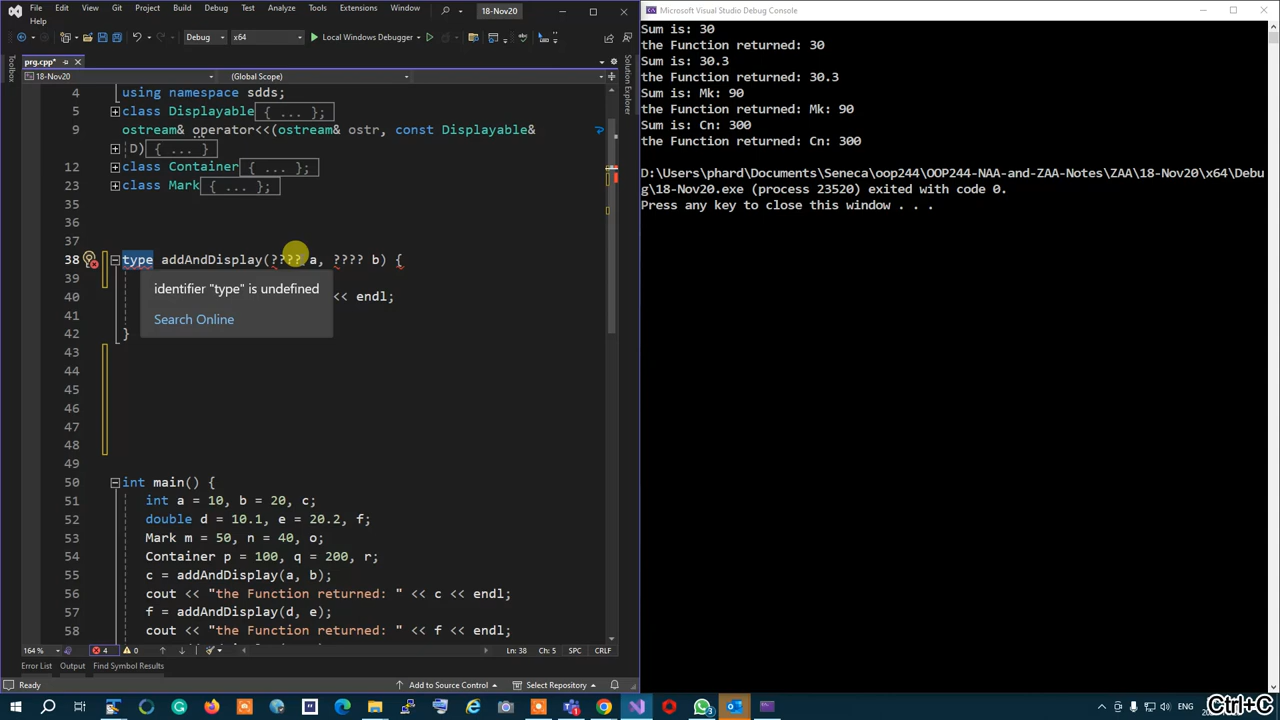 File Edit View Git Project Build Debug Test Analyze Tools Extensions Window 18-Nov20
Help
Debug x64 Local Windows Debugger
prg.cpp*
18-Nov20 (Global Scope)
Toolbox
Solution Explorer
4 using namespace sdds;
5 class Displayable { ... };
9 ostream& operator<<(ostream& ostr, const Displayable&
D) { ... }
12 class Container { ... };
23 class Mark { ... };
35
36
37
38 type addAndDisplay(???? a, ???? b) {
39
40 << endl;
41
42 }
43
44
45
46
47
48
49
50 int main() {
51 int a = 10, b = 20, c;
52 double d = 10.1, e = 20.2, f;
53 Mark m = 50, n = 40, o;
54 Container p = 100, q = 200, r;
55 c = addAndDisplay(a, b);
56 cout << "the Function returned: " << c << endl;
57 f = addAndDisplay(d, e);
58 cout << "the Function returned: " << f << endl;
identifier "type" is undefined
Search Online
164 % 4 0 Ln: 38 Ch: 5 SPC CRLF
Error List Output Find Symbol Results
Ready Add to Source Control Select Repository
Microsoft Visual Studio Debug Console
Sum is: 30
the Function returned: 30
Sum is: 30.3
the Function returned: 30.3
Sum is: Mk: 90
the Function returned: Mk: 90
Sum is: Cn: 300
the Function returned: Cn: 300
D:\Users\phard\Documents\Seneca\oop244\OOP244-NAA-and-ZAA-Notes\ZAA\18-Nov20\x64\Debu
g\18-Nov20.exe (process 23520) exited with code 0.
Press any key to close this window . . .
ENG
Ctrl+C